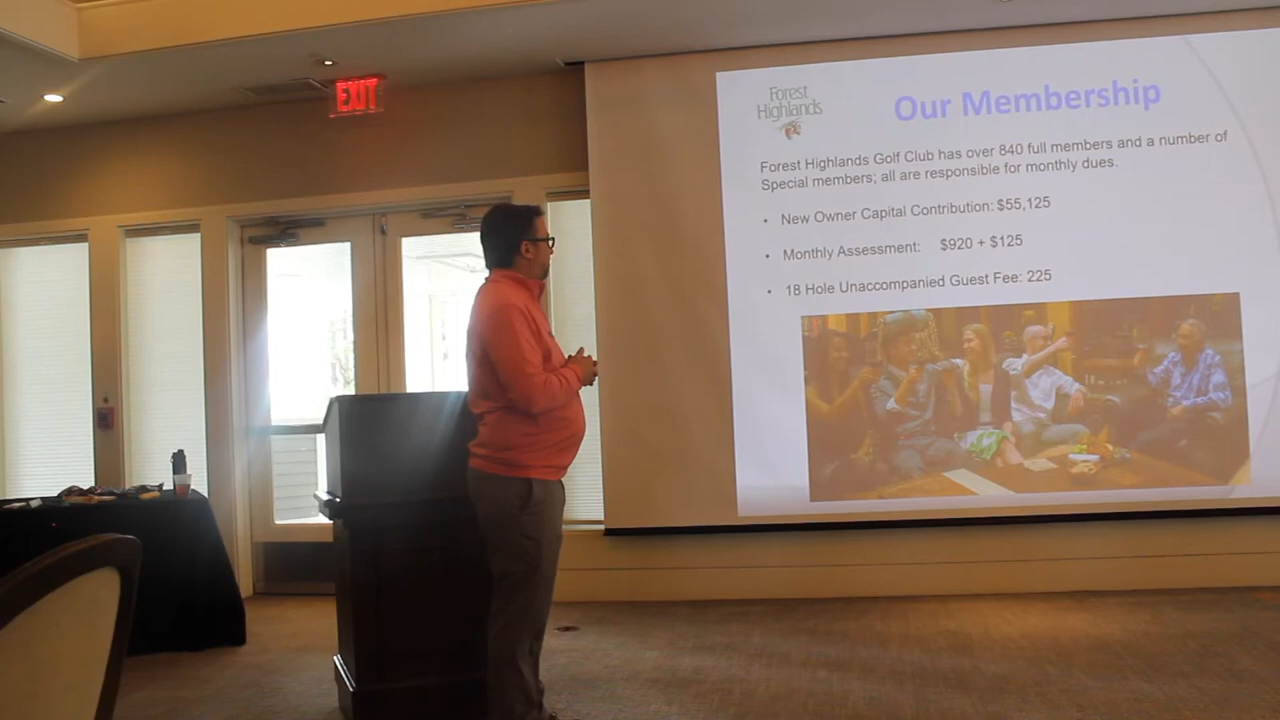 EXIT
Forest
Highlands
Our Membership
Forest Highlands Golf Club has over 840 full members and a number of
Special members; all are responsible for monthly dues.
• New Owner Capital Contribution: $55,125
• Monthly Assessment: $920 + $125
• 18 Hole Unaccompanied Guest Fee: 225